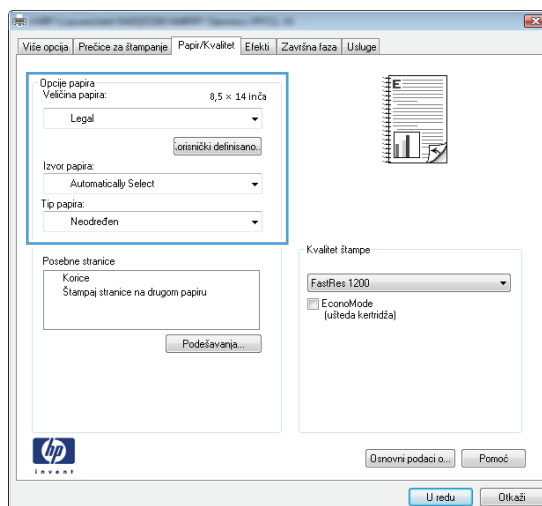 Više opcija
Prečice za štampanje
Papir/Kvalitet
Efekti
Završna faza
Usluge
Opcije papira
Veličina papira:
8,5 × 14 inča
Legal
orisnički definisano..
Izvor papira:
Automatically Select
Tip papira:
Neodređen
E
Posebne stranice
Korice
Štampaj stranice na drugom papiru
Podešavanja...
Kvalitet štampe
FastRes 1200
EconoMode
(ušteda kertridža)
hp
invent
Osnovni podaci o...
Pomoć
U redu
Otkaži